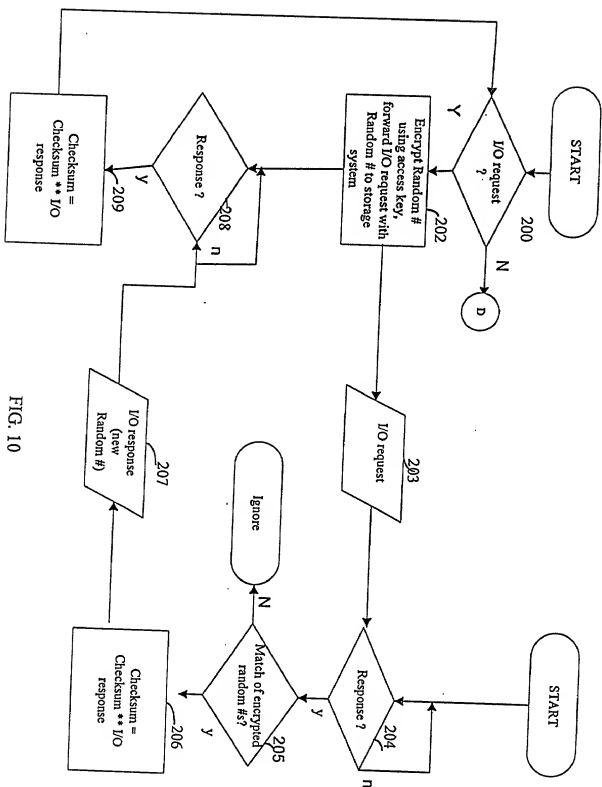 START
I/O request
?
200
N
D
Y
Encrypt Random #
using access key,
forward I/O request with
Random # to storage
system
202
Response ?
208
n
y
Checksum =
Checksum ** I/O
response
209
I/O request
203
I/O response
(new
Random #)
207
START
Response ?
204
n
y
Match of encrypted
random #s?
205
N
Ignore
y
Checksum =
Checksum ** I/O
response
206
FIG. 10